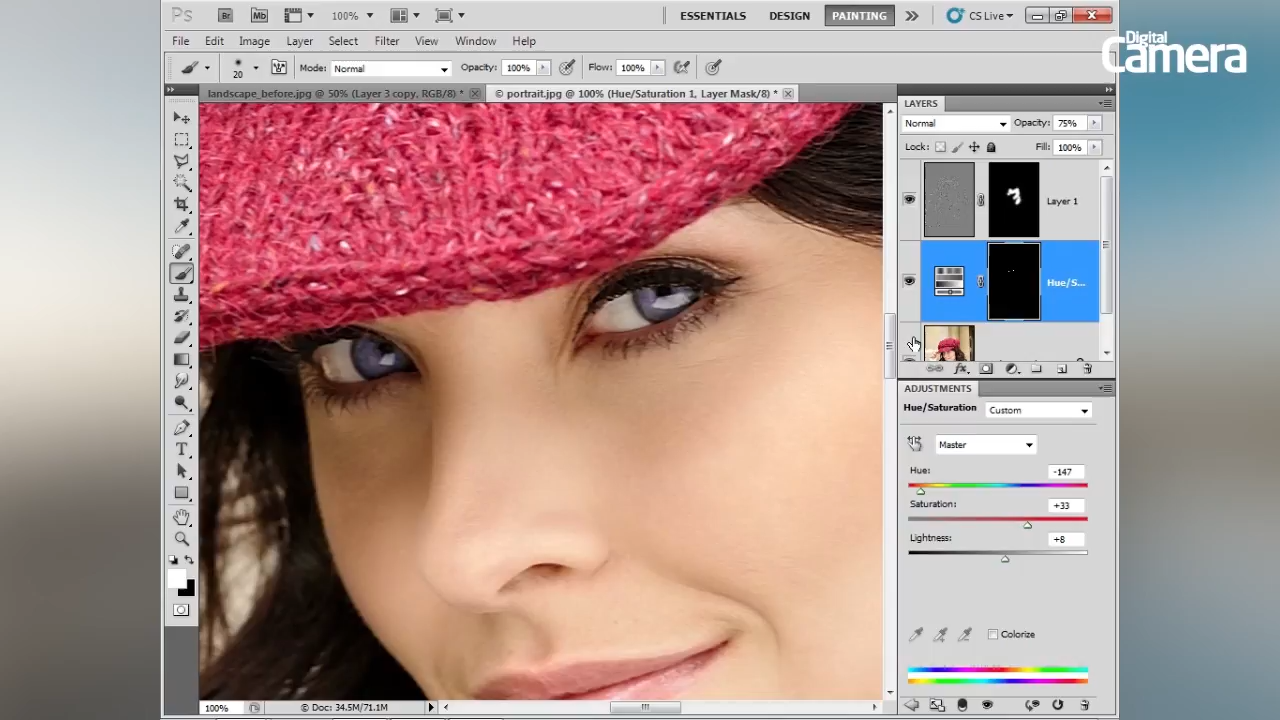 Ps Br Mb 100% ESSENTIALS DESIGN PAINTING CS Live
Digital
Camera
File Edit Image Layer Select Filter View Window Help
20 Mode: Normal Opacity: 100% Flow: 100%
landscape_before.jpg @ 50% (Layer 3 copy, RGB/8) * © portrait.jpg @ 100% (Hue/Saturation 1, Layer Mask/8) *
LAYERS
Normal Opacity: 75%
Lock: Fill: 100%
Layer 1
Hue/S...
ADJUSTMENTS
Hue/Saturation Custom
Master
Hue: -147
Saturation: +33
Lightness: +8
Colorize
100% © Doc: 34.5M/71.1M